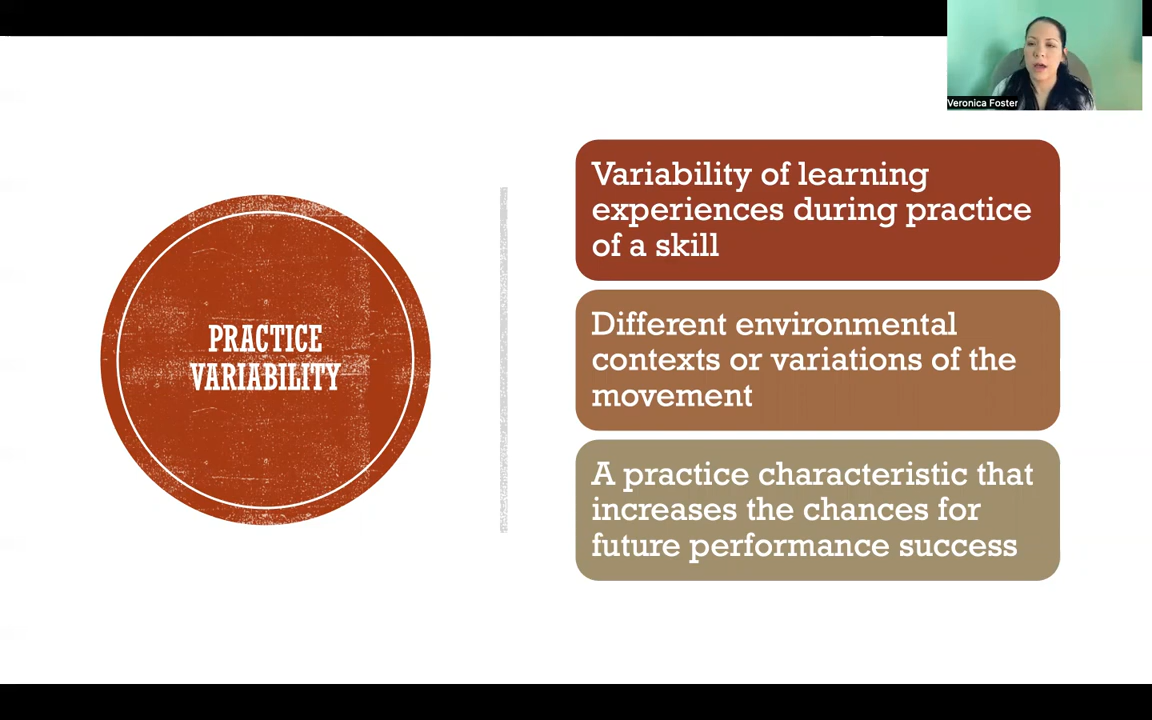 Veronica Foster
PRACTICE
VARIABILITY
Variability of learning
experiences during practice
of a skill
Different environmental
contexts or variations of the
movement
A practice characteristic that
increases the chances for
future performance success